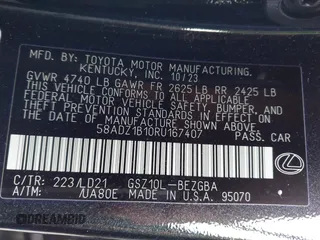 MFD. BY: TOYOTA MOTOR MANUFACTURING.
KENTUCKY, INC. 10/23
GVWR 4740 LB GAWR FR 2625 LB RR 2425 LB
THIS VEHICLE CONFORMS TO ALL APPLICABLE
FEDERAL MOTOR VEHICLE SAFETY, BUMPER, AND
THEFT PREVENTION STANDARDS IN EFFECT ON THE
DATE OF MANUFACTURE SHOWN ABOVE.
58ADZ1B10RU167407
C/TR: 223/LD21 GSZ10L-BEZGBA
A/TM: /UA80E MADE IN U.S.A. 95070
LEXUS
DREAMBID